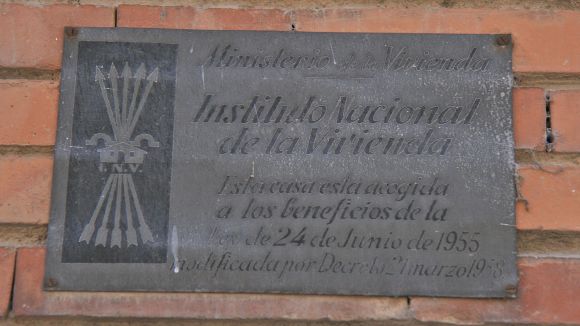 Ministerio de la Vivienda
Instituto Nacional
de la Vivienda
Esta casa está acogida
a los beneficios de la
Ley de 24 de Junio de 1955
modificada por Decreto 21 marzo 1958
I.N.V.